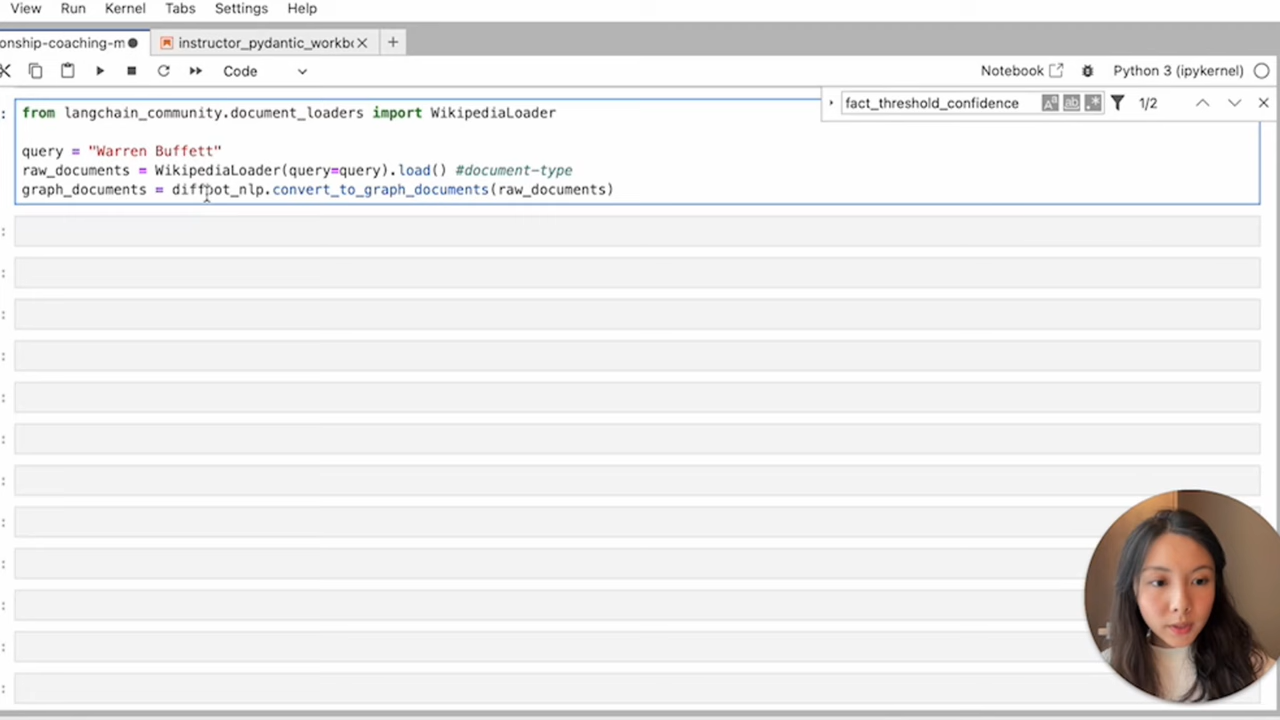 View Run Kernel Tabs Settings Help
onship-coaching-m instructor_pydantic_workbo
Code Notebook Python 3 (ipykernel)
fact_threshold_confidence 1/2
from langchain_community.document_loaders import WikipediaLoader
query = "Warren Buffett"
raw_documents = WikipediaLoader(query=query).load() #document-type
graph_documents = diffbot_nlp.convert_to_graph_documents(raw_documents)